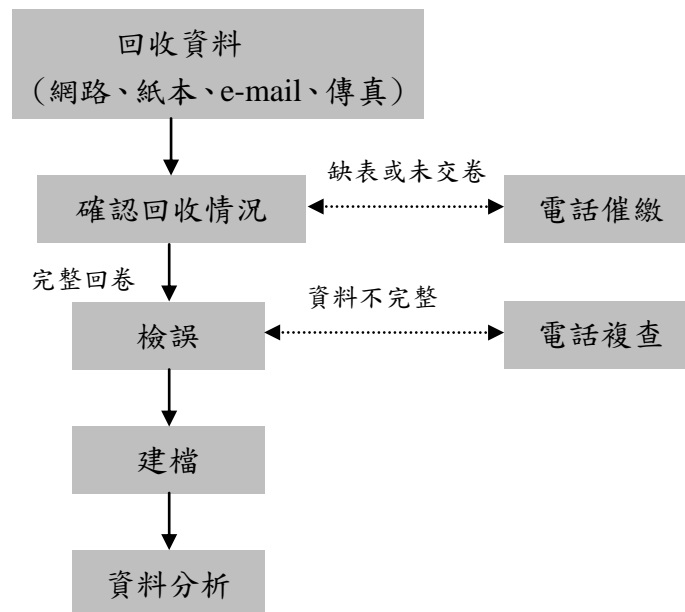 回收資料
（網路、紙本、e-mail、傳真）
缺表或未交卷
確認回收情況
電話催繳
完整回卷
資料不完整
檢誤
電話複查
建檔
資料分析